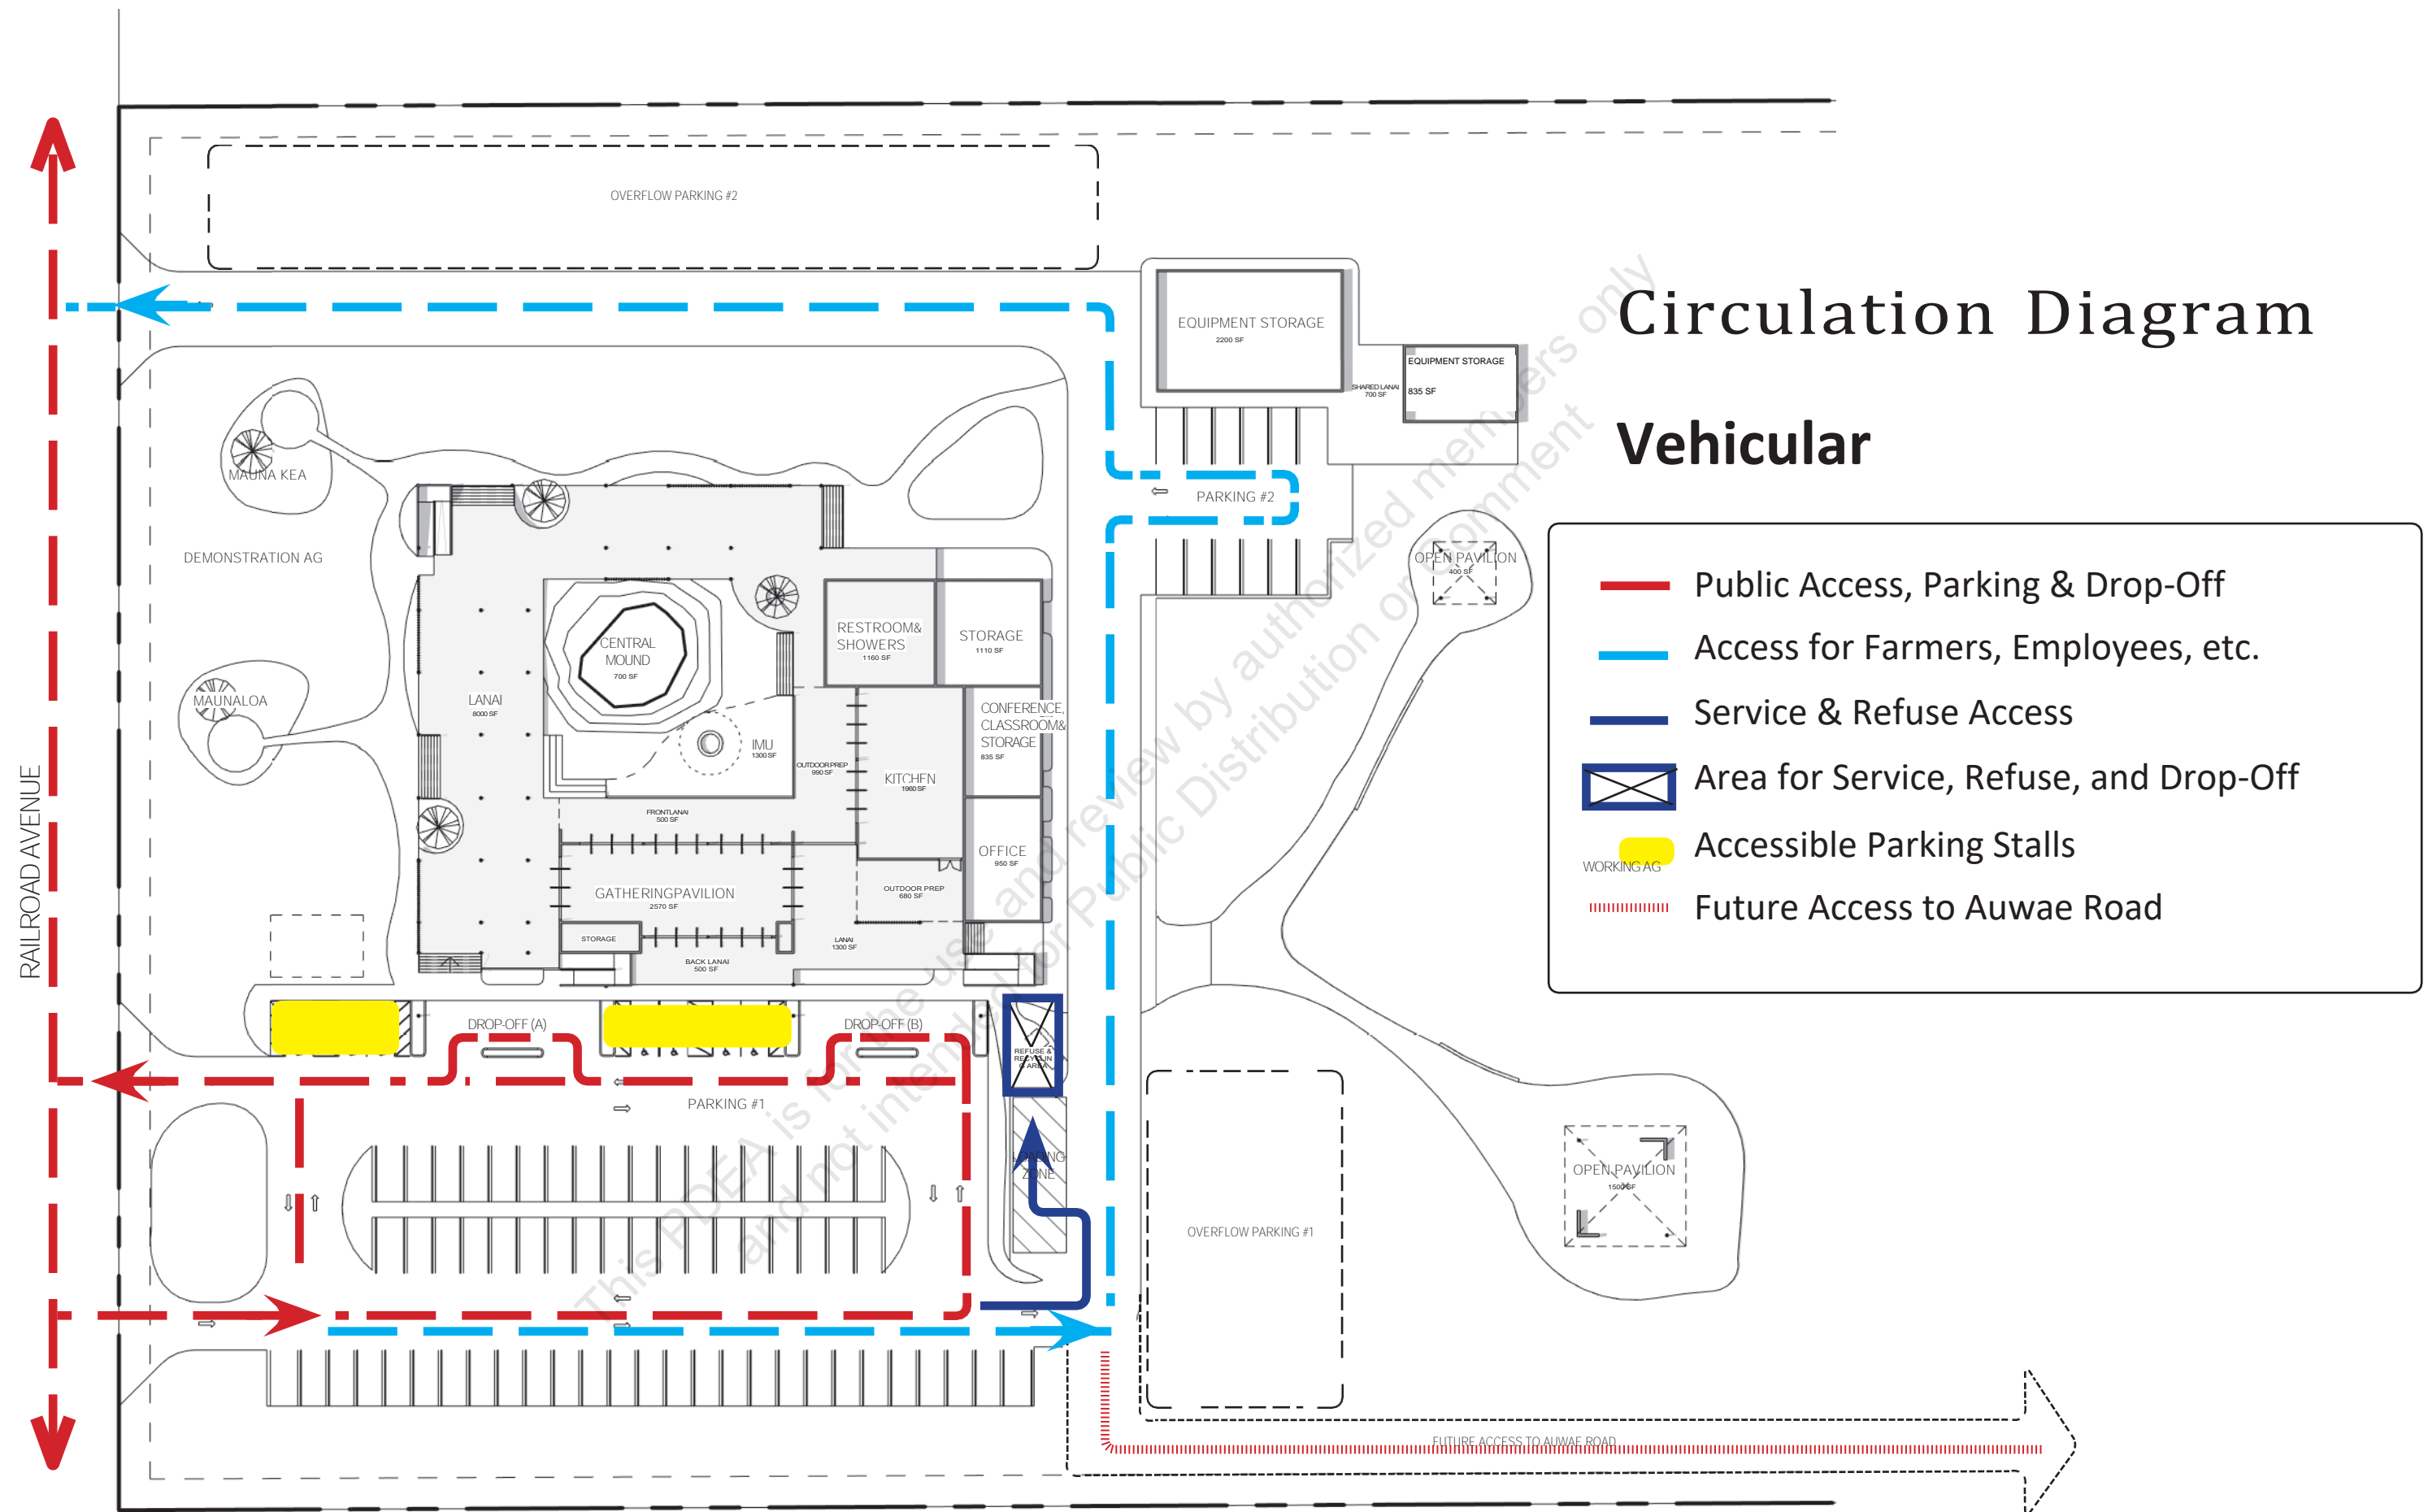 OVERFLOW PARKING #2
EQUIPMENT STORAGE
2200 SF
EQUIPMENT STORAGE
835 SF
SHARED LANAI
700 SF
Circulation Diagram
Vehicular
MAUNA KEA
PARKING #2
DEMONSTRATION AG
OPEN PAVILION
400 SF
Public Access, Parking & Drop-Off
Access for Farmers, Employees, etc.
Service & Refuse Access
Area for Service, Refuse, and Drop-Off
Accessible Parking Stalls
WORKING AG
Future Access to Auwae Road
CENTRAL
MOUND
700 SF
RESTROOM&
SHOWERS
1160 SF
STORAGE
1110 SF
MAUNALOA
LANAI
8000 SF
CONFERENCE,
CLASSROOM&
STORAGE
835 SF
IMU
1300 SF
OUTDOOR PREP
990 SF
KITCHEN
1960 SF
RAILROAD AVENUE
FRONTLANAI
500 SF
OFFICE
950 SF
GATHERINGPAVILION
2570 SF
OUTDOOR PREP
680 SF
STORAGE
LANAI
1300 SF
BACK LANAI
500 SF
DROP-OFF (A)
DROP-OFF (B)
REFUSE &
RECYCLIN
G AREA
PARKING #1
LOADING
ZONE
OPEN PAVILION
1500 SF
OVERFLOW PARKING #1
FUTURE ACCESS TO AUWAE ROAD
This PDEA is for the use and review by authorized members only
and not intended for Public Distribution or Comment